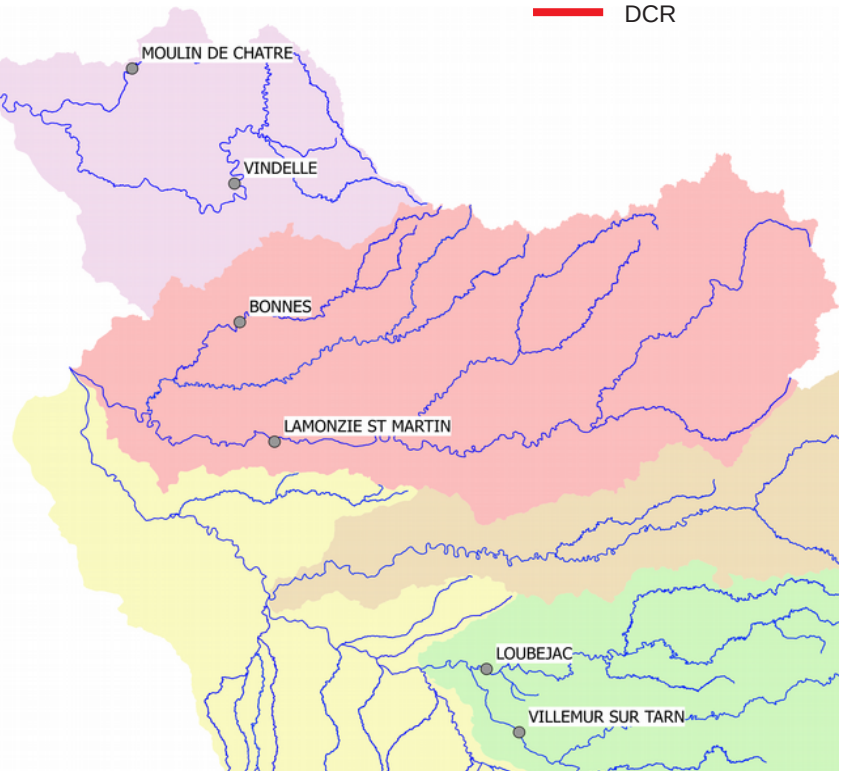 DCR
MOULIN DE CHATRE
VINDELLE
BONNES
LAMONZIE ST MARTIN
LOUBEJAC
VILLEMUR SUR TARN